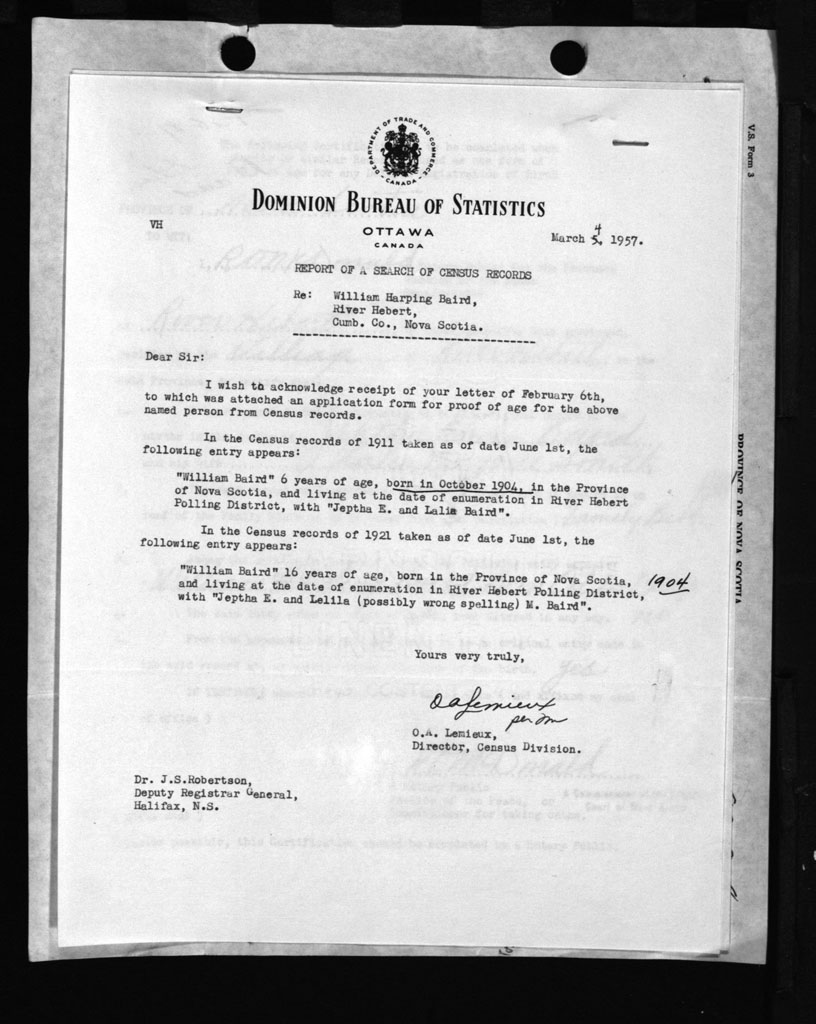 DEPARTMENT OF TRADE AND COMMERCE
CANADA
DOMINION BUREAU OF STATISTICS
OTTAWA
CANADA
VH
March 5, 1957.
4
REPORT OF A SEARCH OF CENSUS RECORDS
Re: William Harping Baird,
River Hebert,
Cumb. Co., Nova Scotia.
Dear Sir:
I wish to acknowledge receipt of your letter of February 6th,
to which was attached an application form for proof of age for the above
named person from Census records.
In the Census records of 1911 taken as of date June 1st, the
following entry appears:
"William Baird" 6 years of age, born in October 1904, in the Province
of Nova Scotia, and living at the date of enumeration in River Hebert
Polling District, with "Jeptha E. and Lalia Baird".
In the Census records of 1921 taken as of date June 1st, the
following entry appears:
"William Baird" 16 years of age, born in the Province of Nova Scotia, 1904
and living at the date of enumeration in River Hebert Polling District,
with "Jeptha E. and Lelila (possibly wrong spelling) M. Baird".
Yours very truly,
OALemieux
per
O.A. Lemieux,
Director, Census Division.
Dr. J.S.Robertson,
Deputy Registrar General,
Halifax, N.S.
V.S. Form 3
PROVINCE OF NOVA SCOTIA